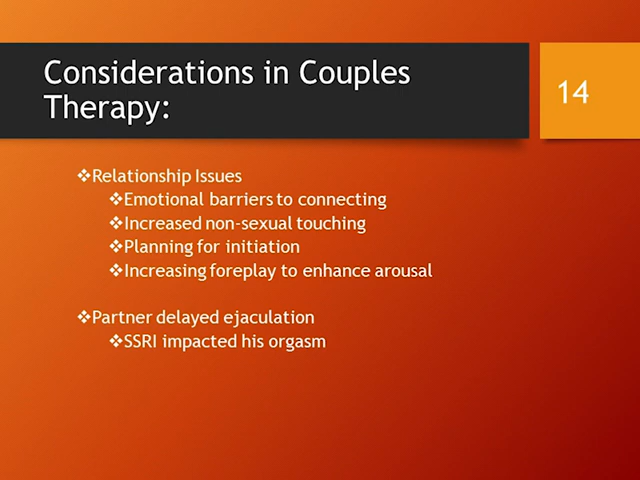 Considerations in Couples
Therapy:
14
❖Relationship Issues
❖Emotional barriers to connecting
❖Increased non-sexual touching
❖Planning for initiation
❖Increasing foreplay to enhance arousal
❖Partner delayed ejaculation
❖SSRI impacted his orgasm